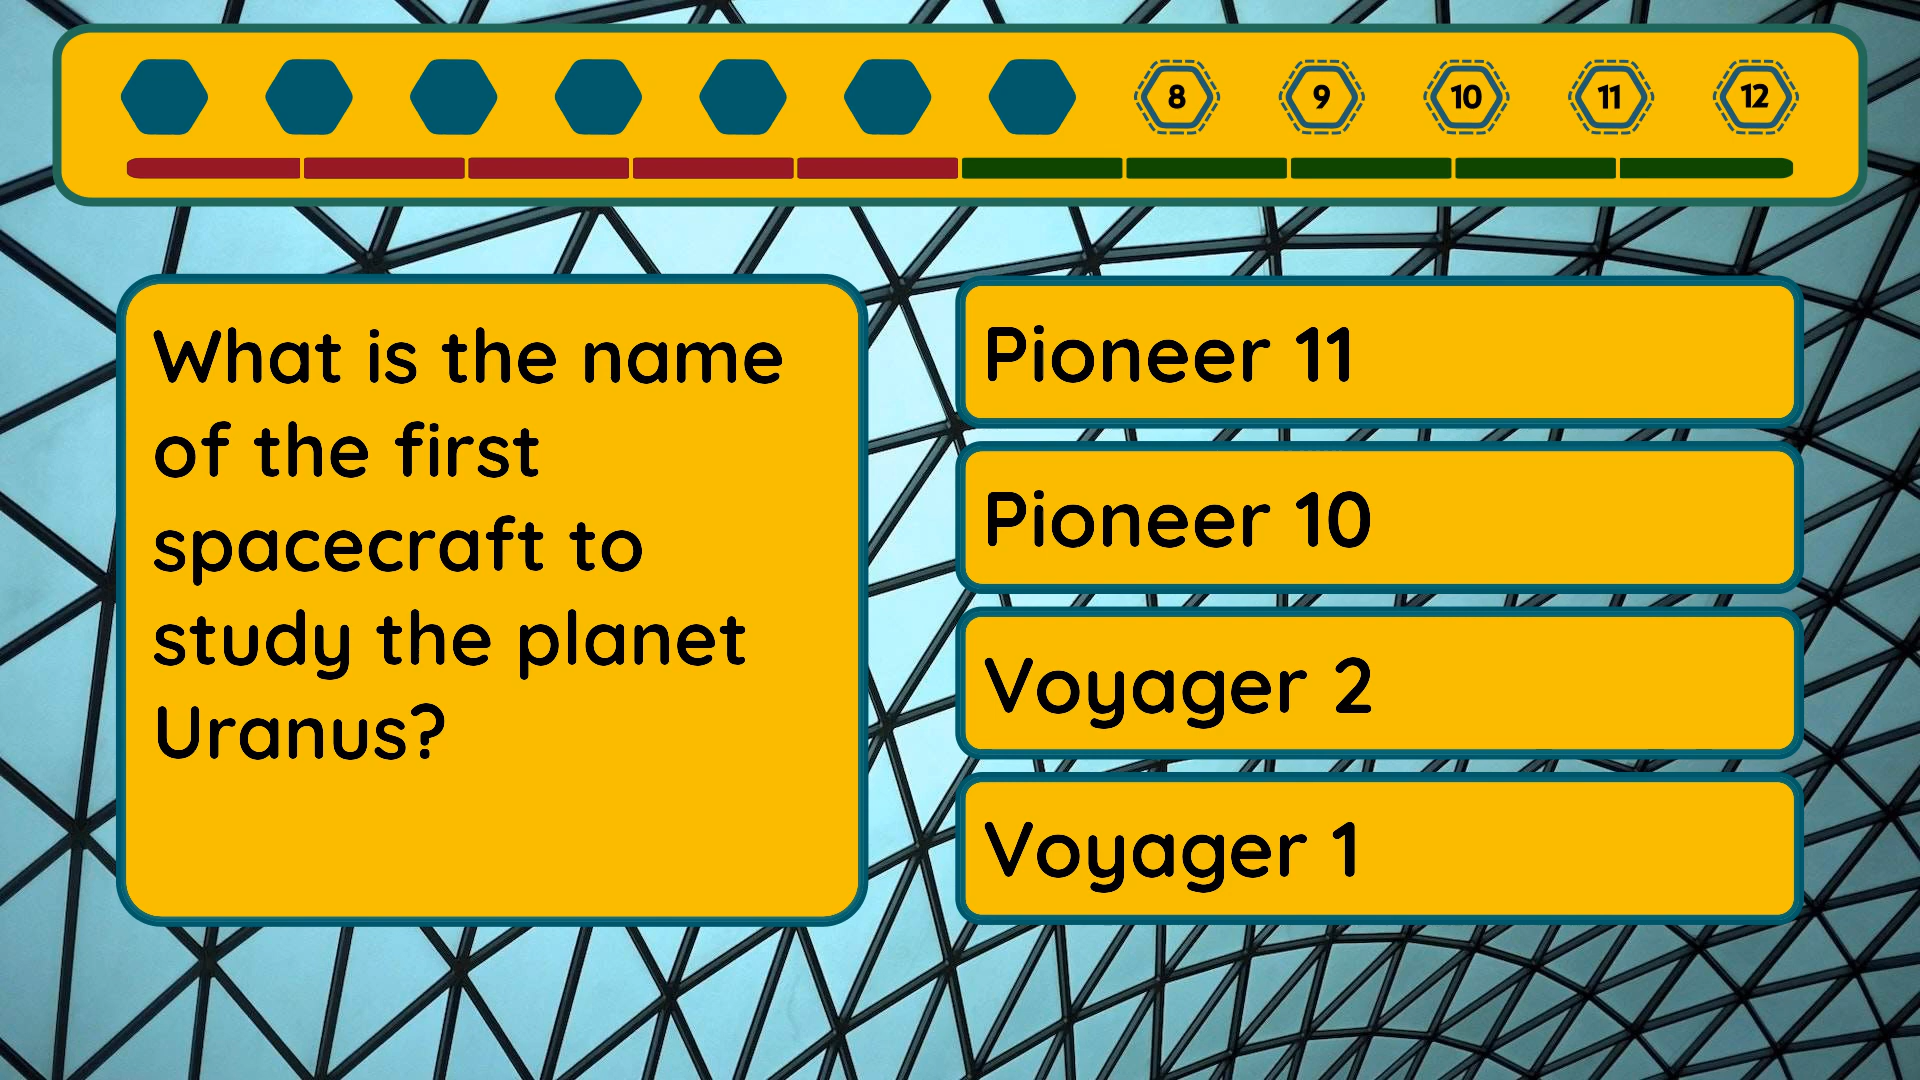 8 9 10 11 12
What is the name
of the first
spacecraft to
study the planet
Uranus?
Pioneer 11
Pioneer 10
Voyager 2
Voyager 1